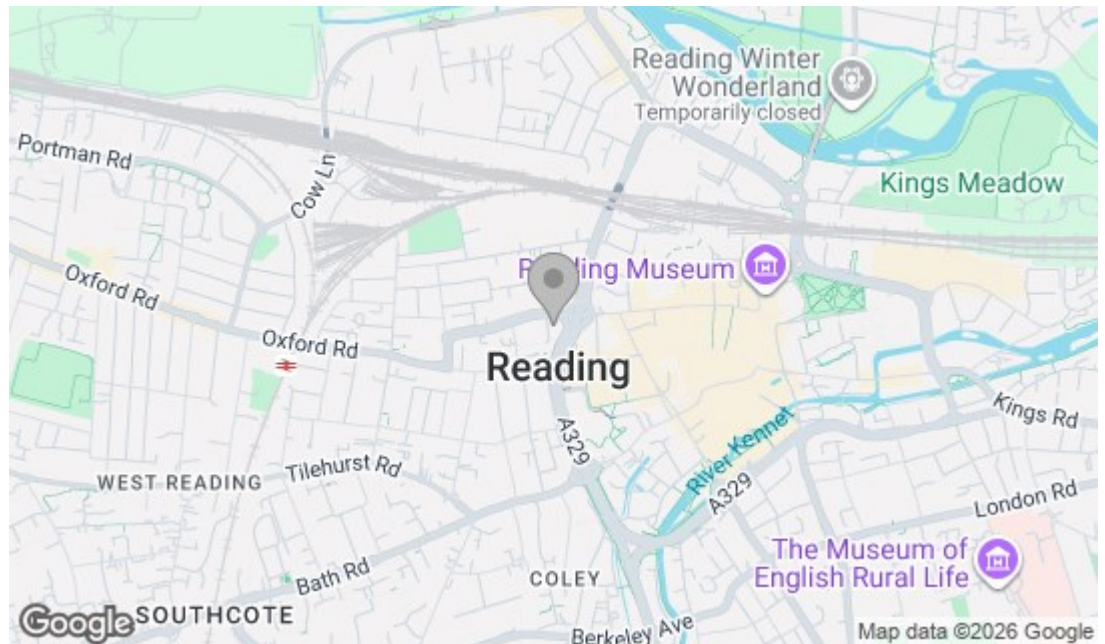 Reading Winter
Wonderland
Temporarily closed
Portman Rd
Cow Ln
Kings Meadow
Reading Museum
Oxford Rd
Oxford Rd
Reading
Kings Rd
A329
River Kennet
WEST READING
Tilehurst Rd
A329
London Rd
The Museum of
English Rural Life
Bath Rd
COLEY
SOUTHCOTE
Berkeley Ave
Google
Map data ©2026 Google